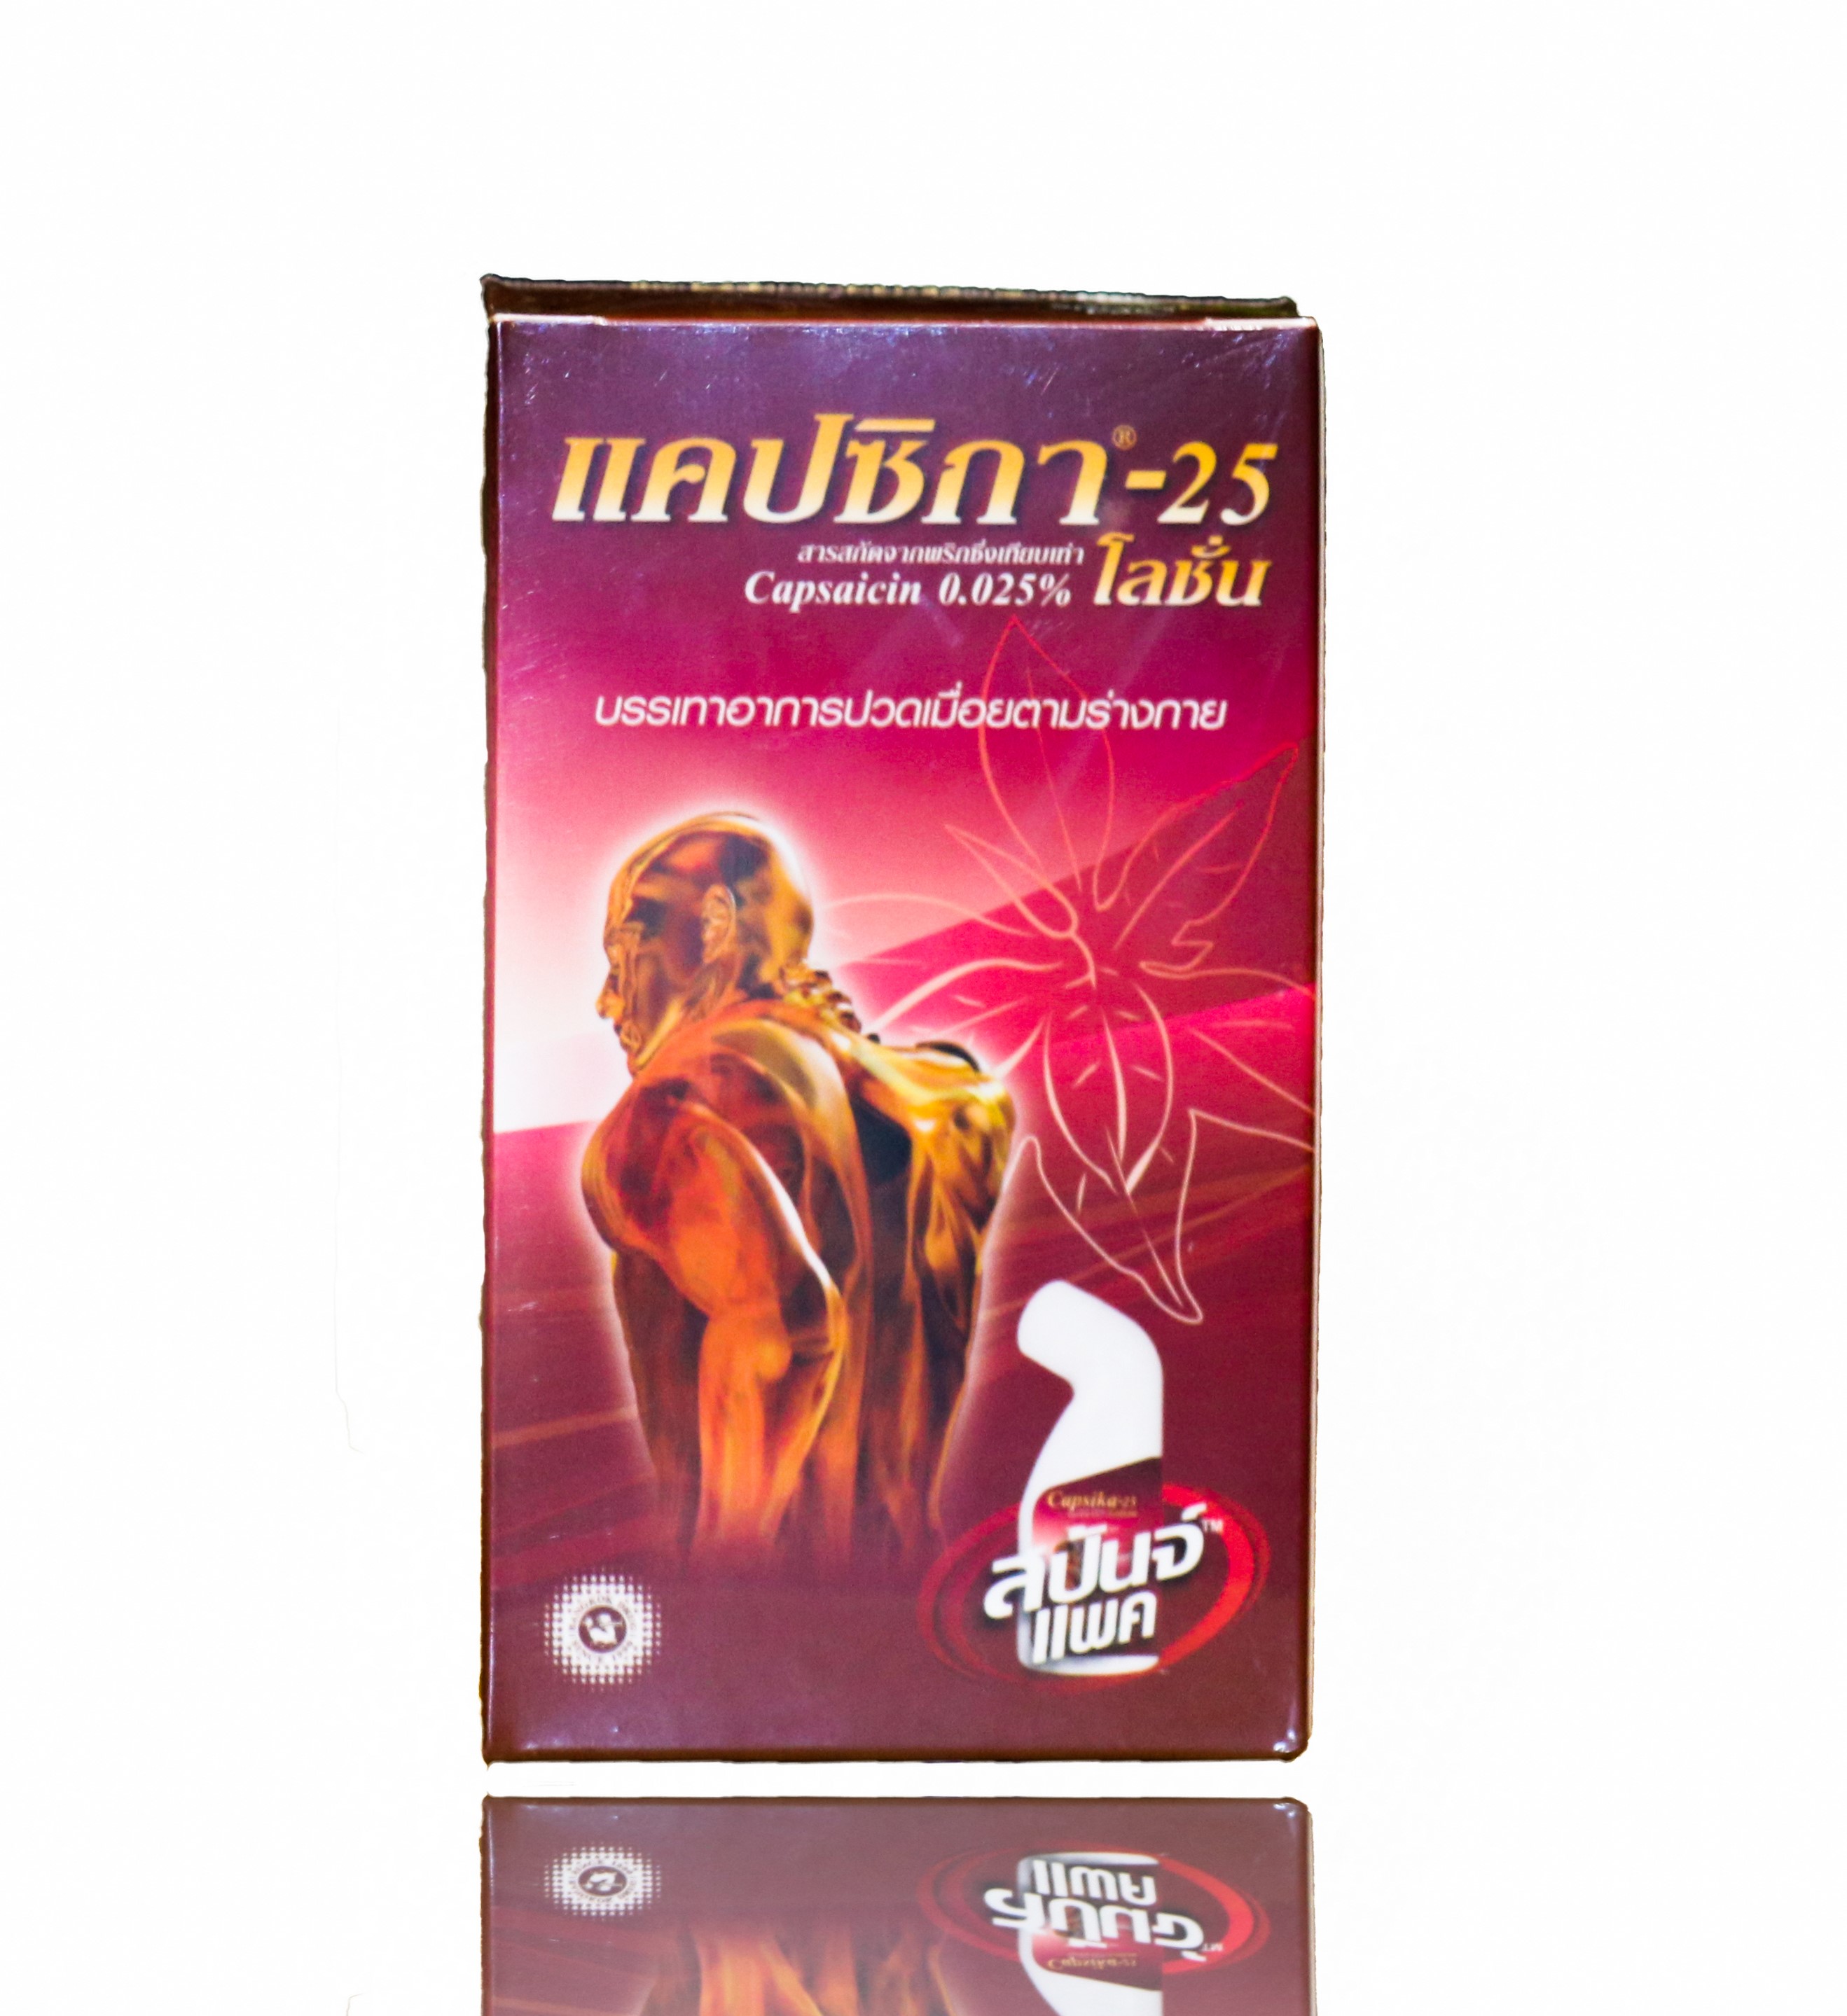 แคปซิกา®-25
สารสกัดจากพริกซึ่งเทียบเท่า
Capsaicin 0.025% โลชั่น
บรรเทาอาการปวดเมื่อยตามร่างกาย
Capsika-25
สปันจ์™
แพค